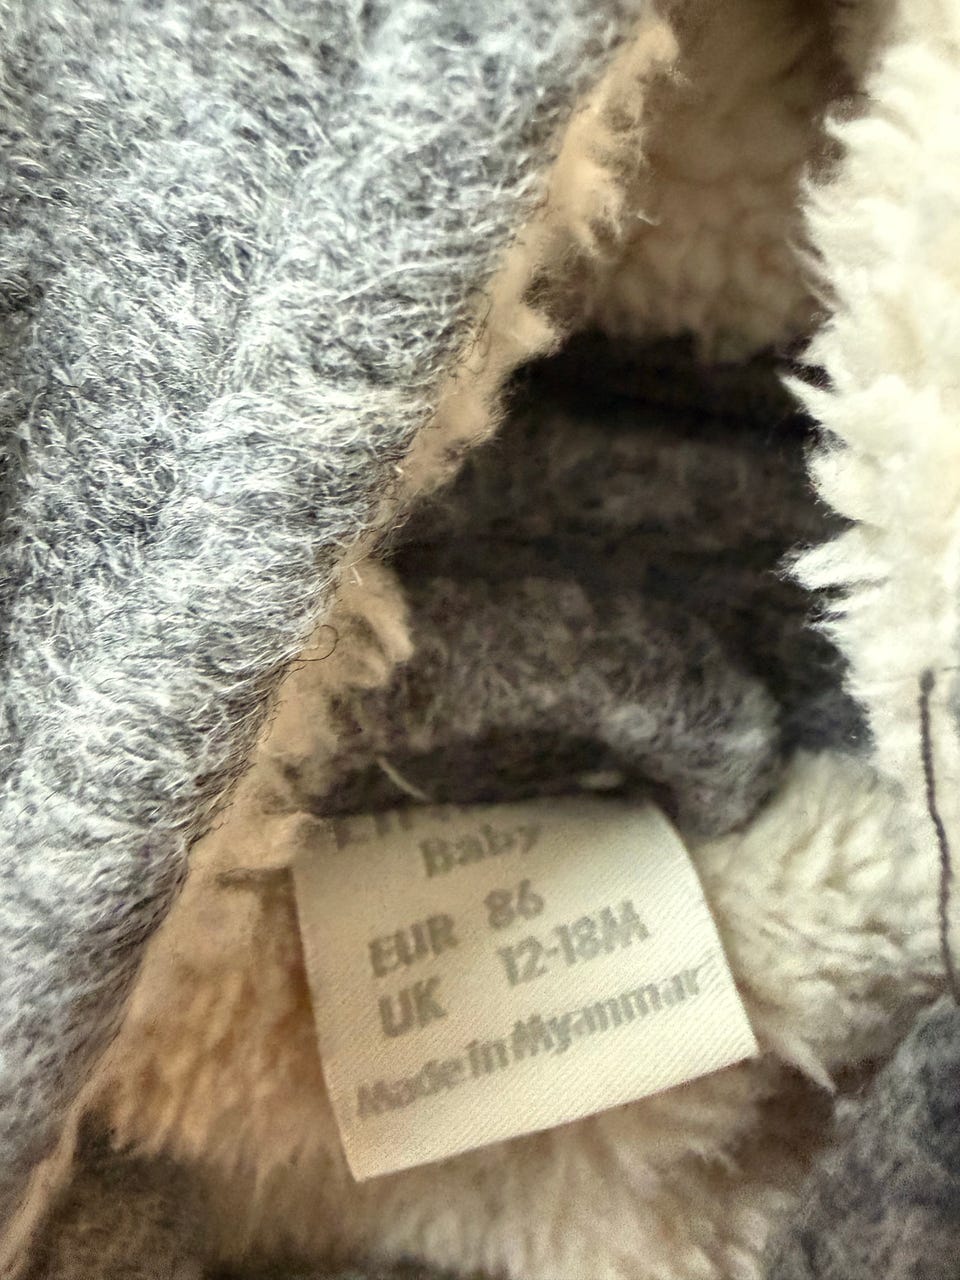 Baby
EUR 86
UK 12-18M
Made in Myanmar